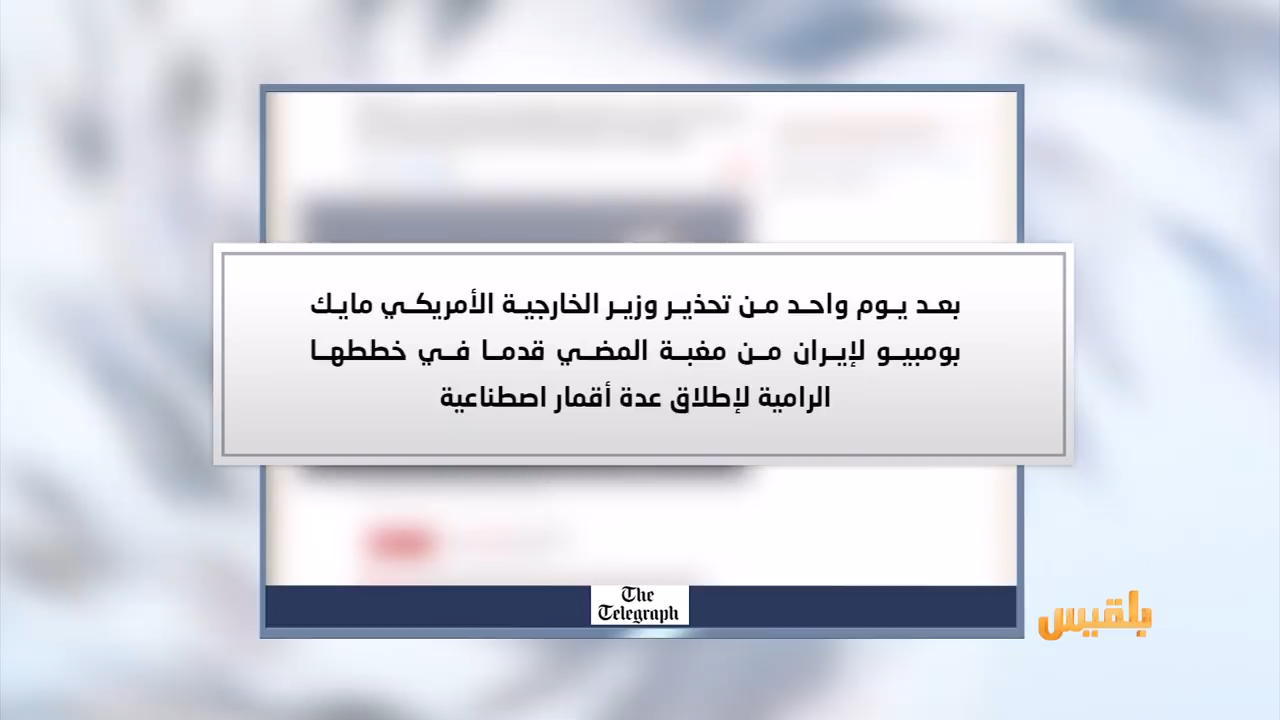 بعد يوم واحد من تحذير وزير الخارجية الأمريكي مايك
بومبيو لإيران من مغبة المضي قدما في خططها
الرامية لإطلاق عدة أقمار اصطناعية
The
Telegraph
بلقيس